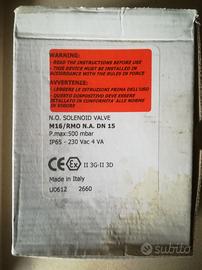 WARNING:
- READ THE INSTRUCTIONS BEFORE USE
- THIS DEVICE MUST BE INSTALLED IN
ACCORDANCE WITH THE RULES IN FORCE
AVVERTENZE:
- LEGGERE LE ISTRUZIONI PRIMA DELL'USO
- QUESTO DISPOSITIVO DEVE ESSERE
INSTALLATO IN CONFORMITÀ ALLE NORME
IN VIGORE
N.O. SOLENOID VALVE
M16/RMO N.A. DN 15
P.max:500 mbar
IP65 - 230 Vac 4 VA
CE Ex II 3G-II 3D
Made in Italy
U0612 2660
subito